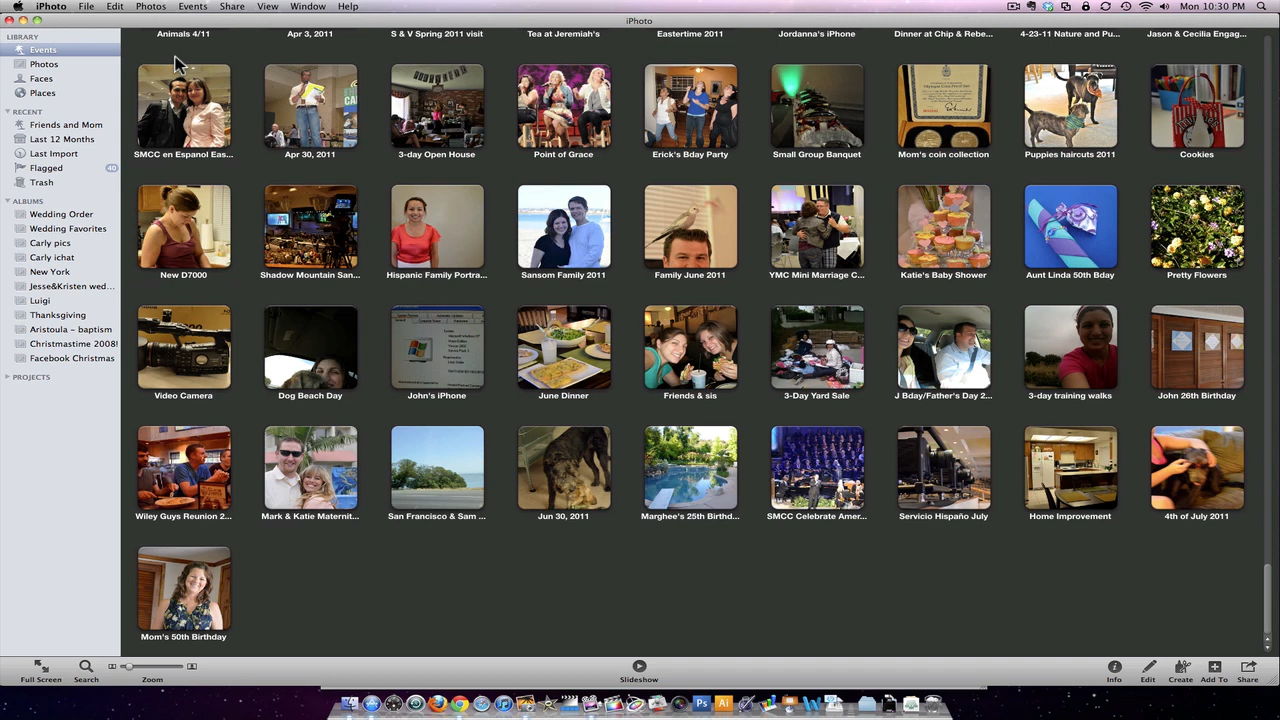 iPhoto File Edit Photos Events Share View Window Help Mon 10:30 PM
iPhoto
LIBRARY
Events
Photos
Faces
Places
RECENT
Friends and Mom
Last 12 Months
Last Import
Flagged 40
Trash
ALBUMS
Wedding Order
Wedding Favorites
Carly pics
Carly ichat
New York
Jesse&Kristen wed...
Luigi
Thanksgiving
Aristoula - baptism
Christmastime 2008!
Facebook Christmas
PROJECTS
Animals 4/11 Apr 3, 2011 S & V Spring 2011 visit Tea at Jeremiah's Eastertime 2011 Jordanna's iPhone Dinner at Chip & Rebe... 4-23-11 Nature and Pu... Jason & Cecilia Engag...
SMCC en Espanol Eas... Apr 30, 2011 3-day Open House Point of Grace Erick's Bday Party Small Group Banquet Mom's coin collection Puppies haircuts 2011 Cookies
New D7000 Shadow Mountain San... Hispanic Family Portra... Sansom Family 2011 Family June 2011 YMC Mini Marriage C... Katie's Baby Shower Aunt Linda 50th Bday Pretty Flowers
Video Camera Dog Beach Day John's iPhone June Dinner Friends & sis 3-Day Yard Sale J Bday/Father's Day 2... 3-day training walks John 26th Birthday
Wiley Guys Reunion 2... Mark & Katie Maternit... San Francisco & Sam ... Jun 30, 2011 Marghee's 25th Birthd... SMCC Celebrate Amer... Servicio Hispaño July Home Improvement 4th of July 2011
Mom's 50th Birthday
Full Screen Search Zoom Slideshow Info Edit Create Add To Share
Ps Ai